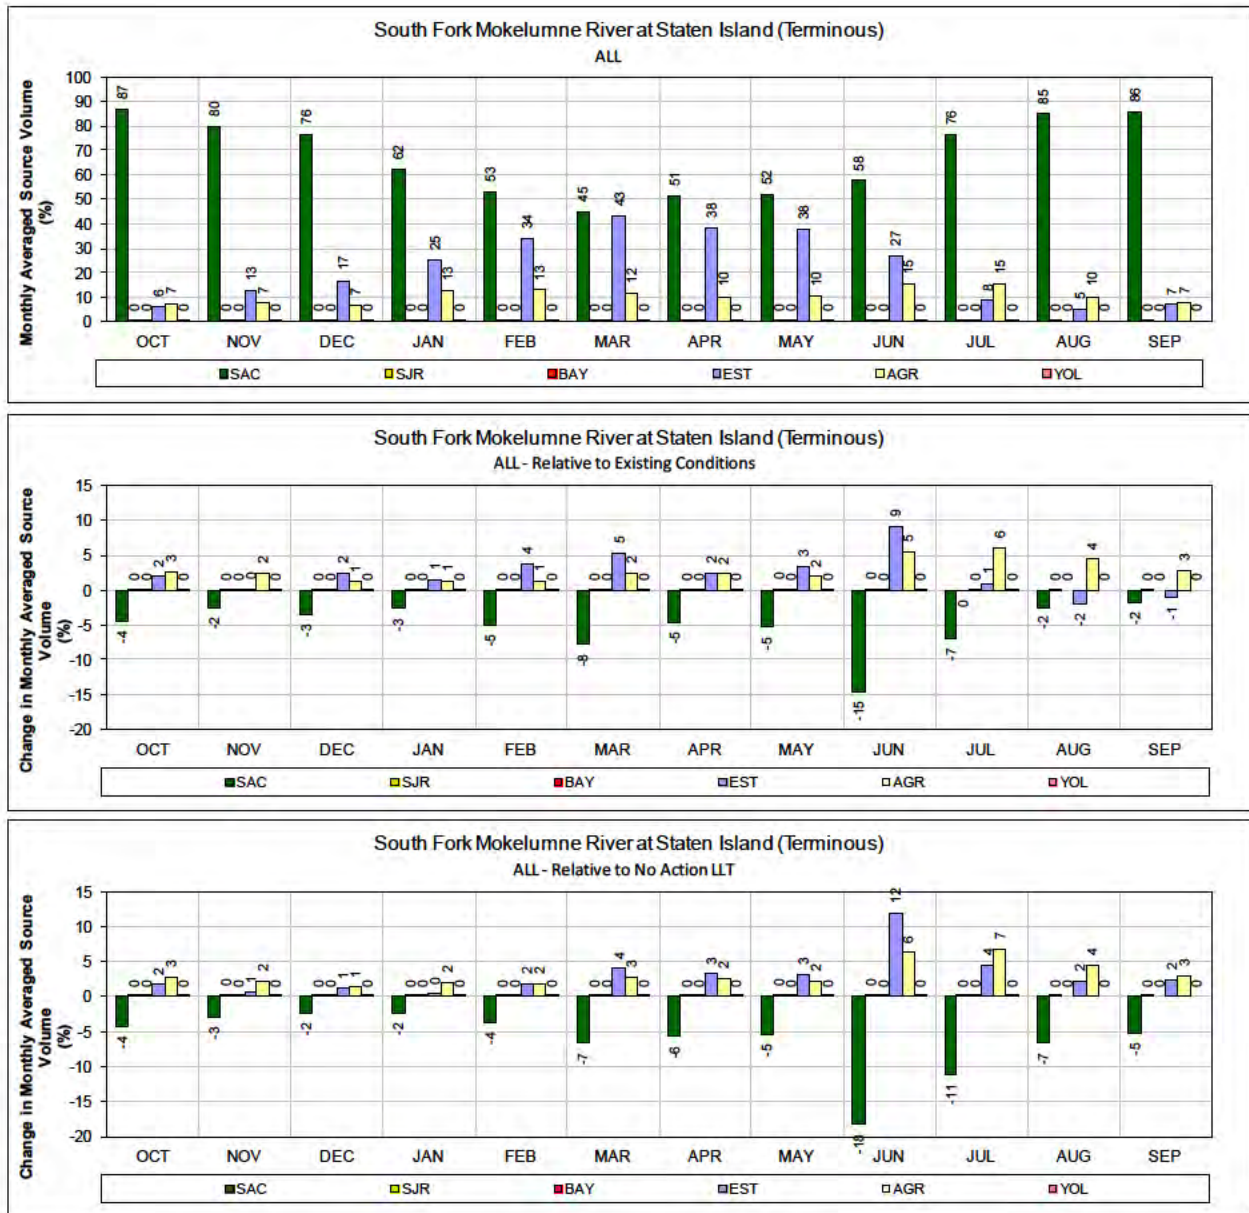 South Fork Mokelumne River at Staten Island (Terminous)
ALL
Monthly Averaged Source Volume
(%)
100
90
80
70
60
50
40
30
20
10
0
87 0 0 6 7 0
80 0 0 13 7 0
76 0 0 17 7 0
62 0 0 25 13 0
53 0 0 34 13 0
45 0 0 43 12 0
51 0 0 38 10 0
52 0 0 38 10 0
58 0 0 27 15 0
76 0 0 8 15 0
85 0 0 5 10 0
86 0 0 7 7 0
OCT NOV DEC JAN FEB MAR APR MAY JUN JUL AUG SEP
SAC SJR BAY EST AGR YOL
South Fork Mokelumne River at Staten Island (Terminous)
ALL - Relative to Existing Conditions
Change in Monthly Averaged Source
Volume
(%)
15
10
5
0
-5
-10
-15
-20
-4 0 0 2 3 0
-2 0 0 0 2 0
-3 0 0 2 1 0
-3 0 0 1 1 0
-5 0 0 4 1 0
-8 0 0 5 2 0
-5 0 0 2 2 0
-5 0 0 3 2 0
-15 0 0 9 5 0
-7 0 0 1 6 0
-2 0 0 -2 4 0
-2 0 0 -1 3 0
OCT NOV DEC JAN FEB MAR APR MAY JUN JUL AUG SEP
SAC SJR BAY EST AGR YOL
South Fork Mokelumne River at Staten Island (Terminous)
ALL - Relative to No Action LLT
Change in Monthly Averaged Source
Volume
(%)
15
10
5
0
-5
-10
-15
-20
-4 0 0 2 3 0
-3 0 0 1 2 0
-2 0 0 1 1 0
-2 0 0 0 2 0
-4 0 0 2 2 0
-7 0 0 4 3 0
-6 0 0 3 2 0
-5 0 0 3 2 0
-18 0 0 12 6 0
-11 0 0 4 7 0
-7 0 0 2 4 0
-5 0 0 2 3 0
OCT NOV DEC JAN FEB MAR APR MAY JUN JUL AUG SEP
SAC SJR BAY EST AGR YOL